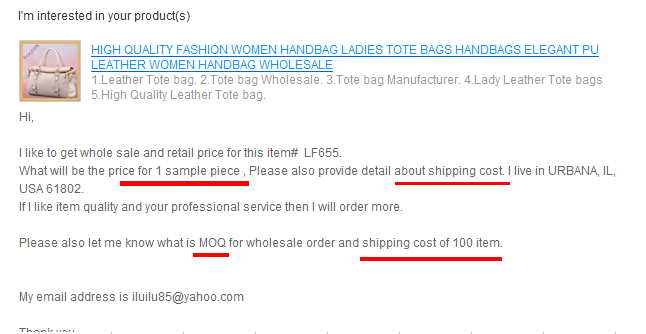 I'm interested in your product(s)
HIGH QUALITY FASHION WOMEN HANDBAG LADIES TOTE BAGS HANDBAGS ELEGANT PU
LEATHER WOMEN HANDBAG WHOLESALE
1.Leather Tote bag. 2.Tote bag Wholesale. 3.Tote bag Manufacturer. 4.Lady Leather Tote bags
5.High Quality Leather Tote bag.
Hi,
I like to get whole sale and retail price for this item# LF655.
What will be the price for 1 sample piece , Please also provide detail about shipping cost. I live in URBANA, IL,
USA 61802.
If I like item quality and your professional service then I will order more.
Please also let me know what is MOQ for wholesale order and shipping cost of 100 item.
My email address is iluilu85@yahoo.com
Thank you